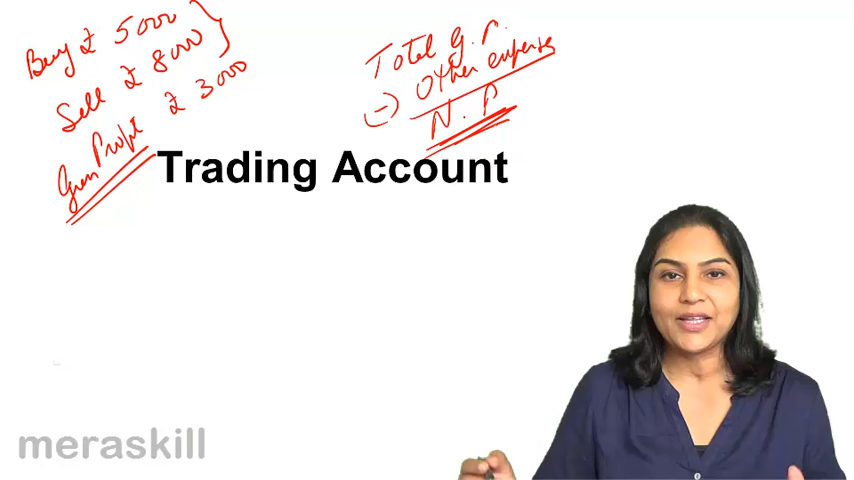 Buy ₹ 5000
Sell ₹ 8000
Gross Profit ₹ 3000
Total G.P.
(-) Other expenses
N.P
Trading Account
meraskill